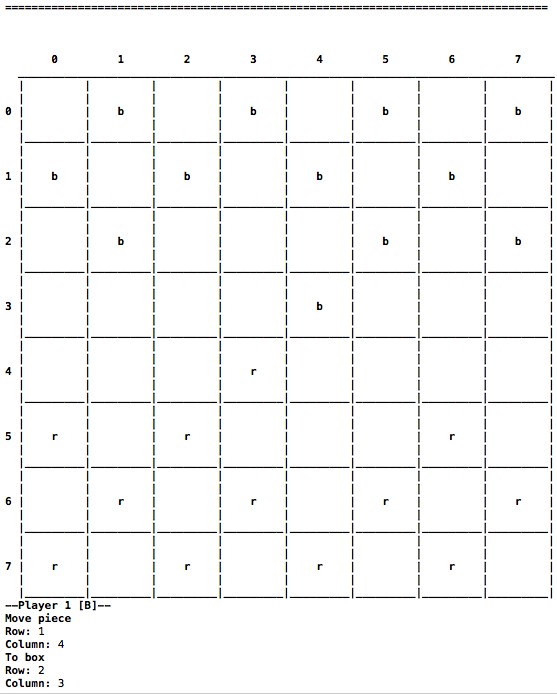 ================================================================================
0 1 2 3 4 5 6 7
0 b b b b
1 b b b b
2 b b b
3 b
4 r
5 r r r
6 r r r r
7 r r r r
––Player 1 [B]––
Move piece
Row: 1
Column: 4
To box
Row: 2
Column: 3